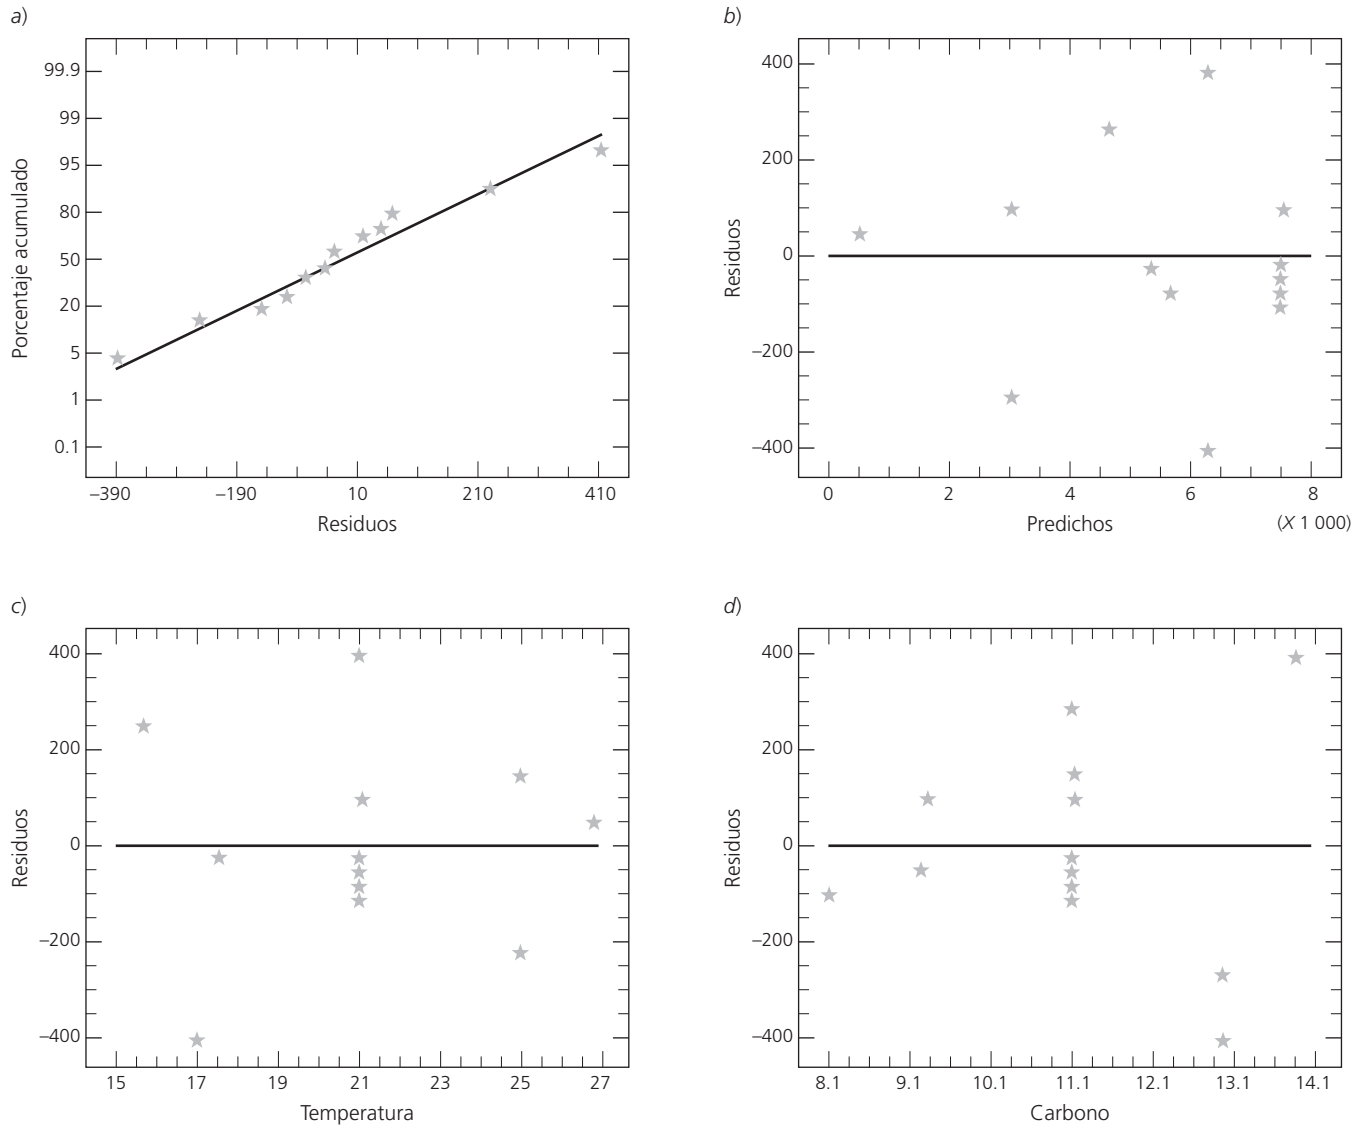 a)
99.9
99
95
80
50
20
5
1
0.1
Porcentaje acumulado
−390 −190 10 210 410
Residuos
b)
400
200
0
−200
−400
Residuos
0 2 4 6 8
Predichos (X 1 000)
c)
400
200
0
−200
−400
Residuos
15 17 19 21 23 25 27
Temperatura
d)
400
200
0
−200
−400
Residuos
8.1 9.1 10.1 11.1 12.1 13.1 14.1
Carbono